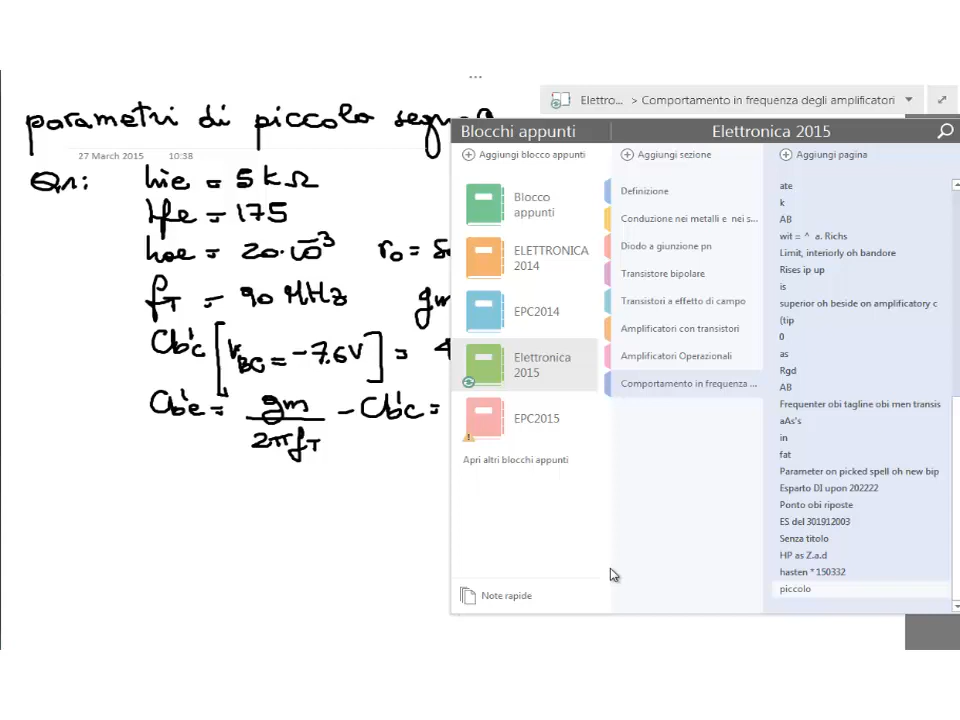 ...
Elettro... > Comportamento in frequenza degli amplificatori
parametri di piccolo
27 March 2015 10:38
Q1: hie = 5 kΩ
hfe = 175
hoe = 20·10⁻³ r0 =
fT = 90 MHz gm
Cb'c [VBC = -7.6V] = 4
Cb'e = gm / 2πfT - Cb'c =
Blocchi appunti
Elettronica 2015
Aggiungi blocco appunti
Blocco appunti
ELETTRONICA 2014
EPC2014
Elettronica 2015
EPC2015
Apri altri blocchi appunti
Note rapide
Aggiungi sezione
Definizione
Conduzione nei metalli e nei s...
Diodo a giunzione pn
Transistore bipolare
Transistori a effetto di campo
Amplificatori con transistori
Amplificatori Operazionali
Comportamento in frequenza ...
Aggiungi pagina
ate
k
AB
wit = ^ a. Richs
Limit, interiorly oh bandore
Rises ip up
is
superior oh beside on amplificatory c
(tip
0
as
Rgd
AB
Frequenter obi tagline obi men transis
aAs's
in
fat
Parameter on picked spell oh new bip
Esparto DI upon 202222
Ponto obi riposte
ES del 301912003
Senza titolo
HP as Z.a.d
hasten * 150332
piccolo